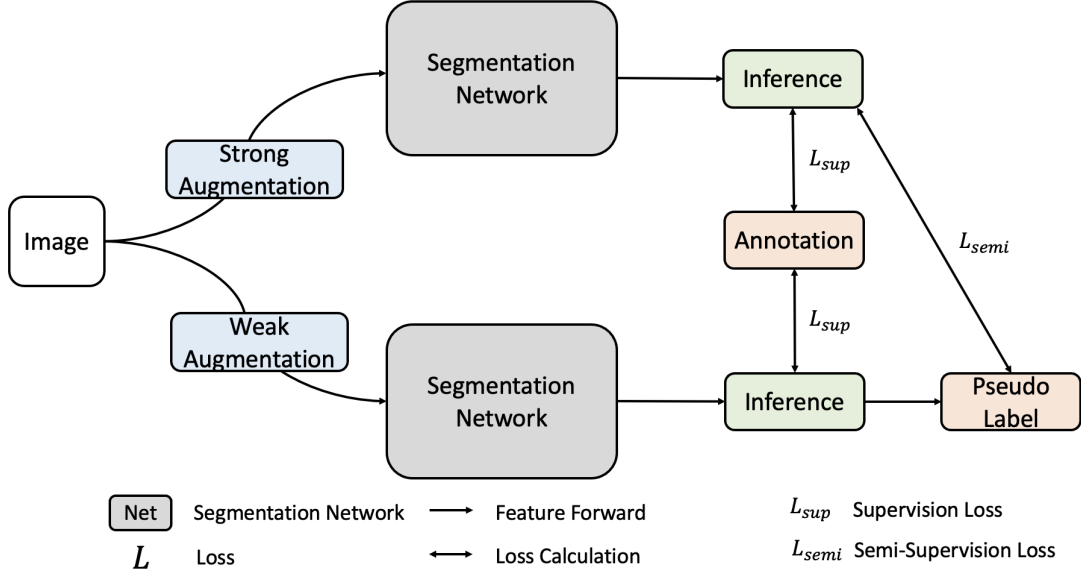 Segmentation
Network
Inference
Strong
Augmentation
L_sup
Image
Annotation
L_semi
Weak
Augmentation
L_sup
Segmentation
Network
Inference
Pseudo
Label
Net Segmentation Network
Feature Forward
L_sup Supervision Loss
L Loss
Loss Calculation
L_semi Semi-Supervision Loss